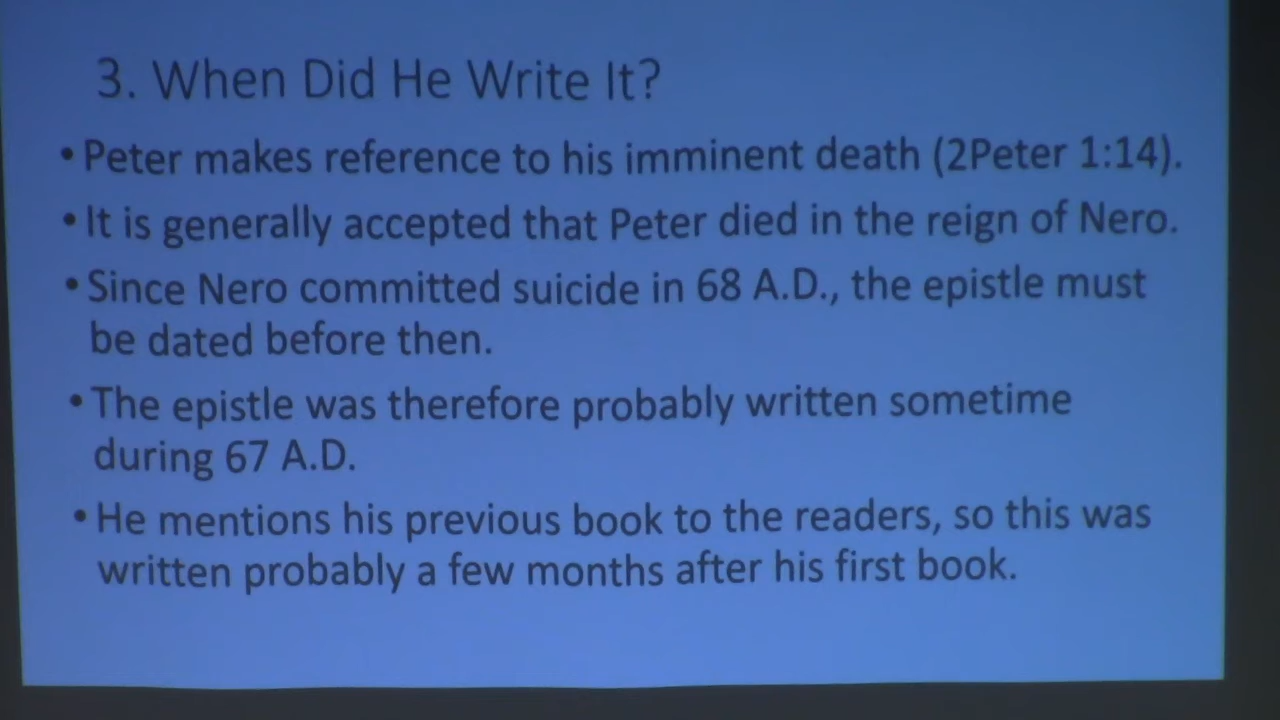 3. When Did He Write It?
• Peter makes reference to his imminent death (2Peter 1:14).
• It is generally accepted that Peter died in the reign of Nero.
• Since Nero committed suicide in 68 A.D., the epistle must
be dated before then.
• The epistle was therefore probably written sometime
during 67 A.D.
• He mentions his previous book to the readers, so this was
written probably a few months after his first book.